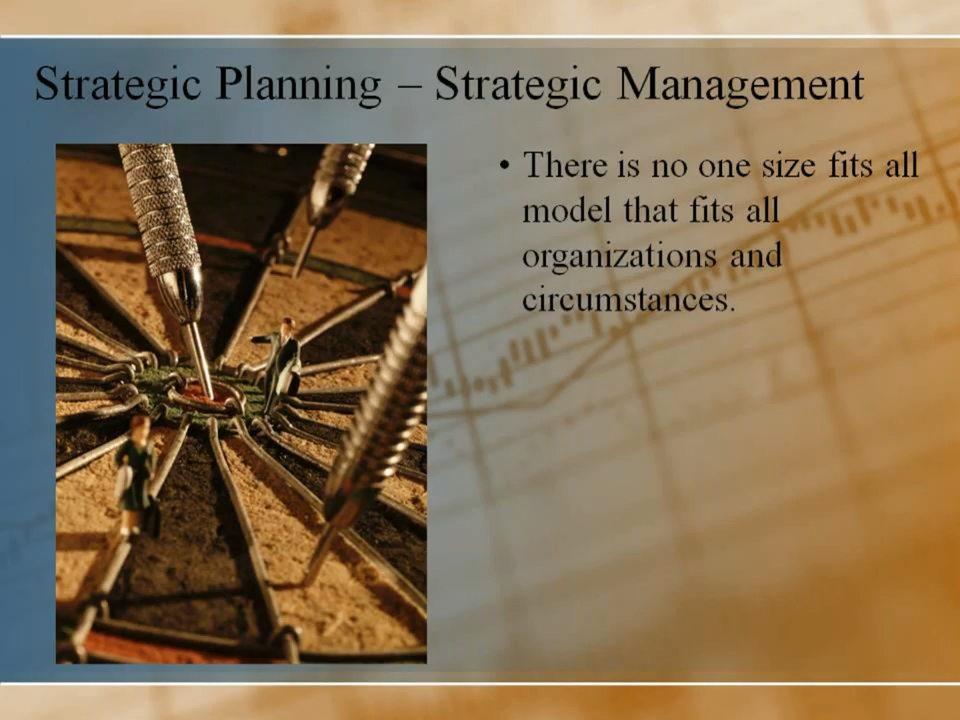 Strategic Planning – Strategic Management
• There is no one size fits all
model that fits all
organizations and
circumstances.